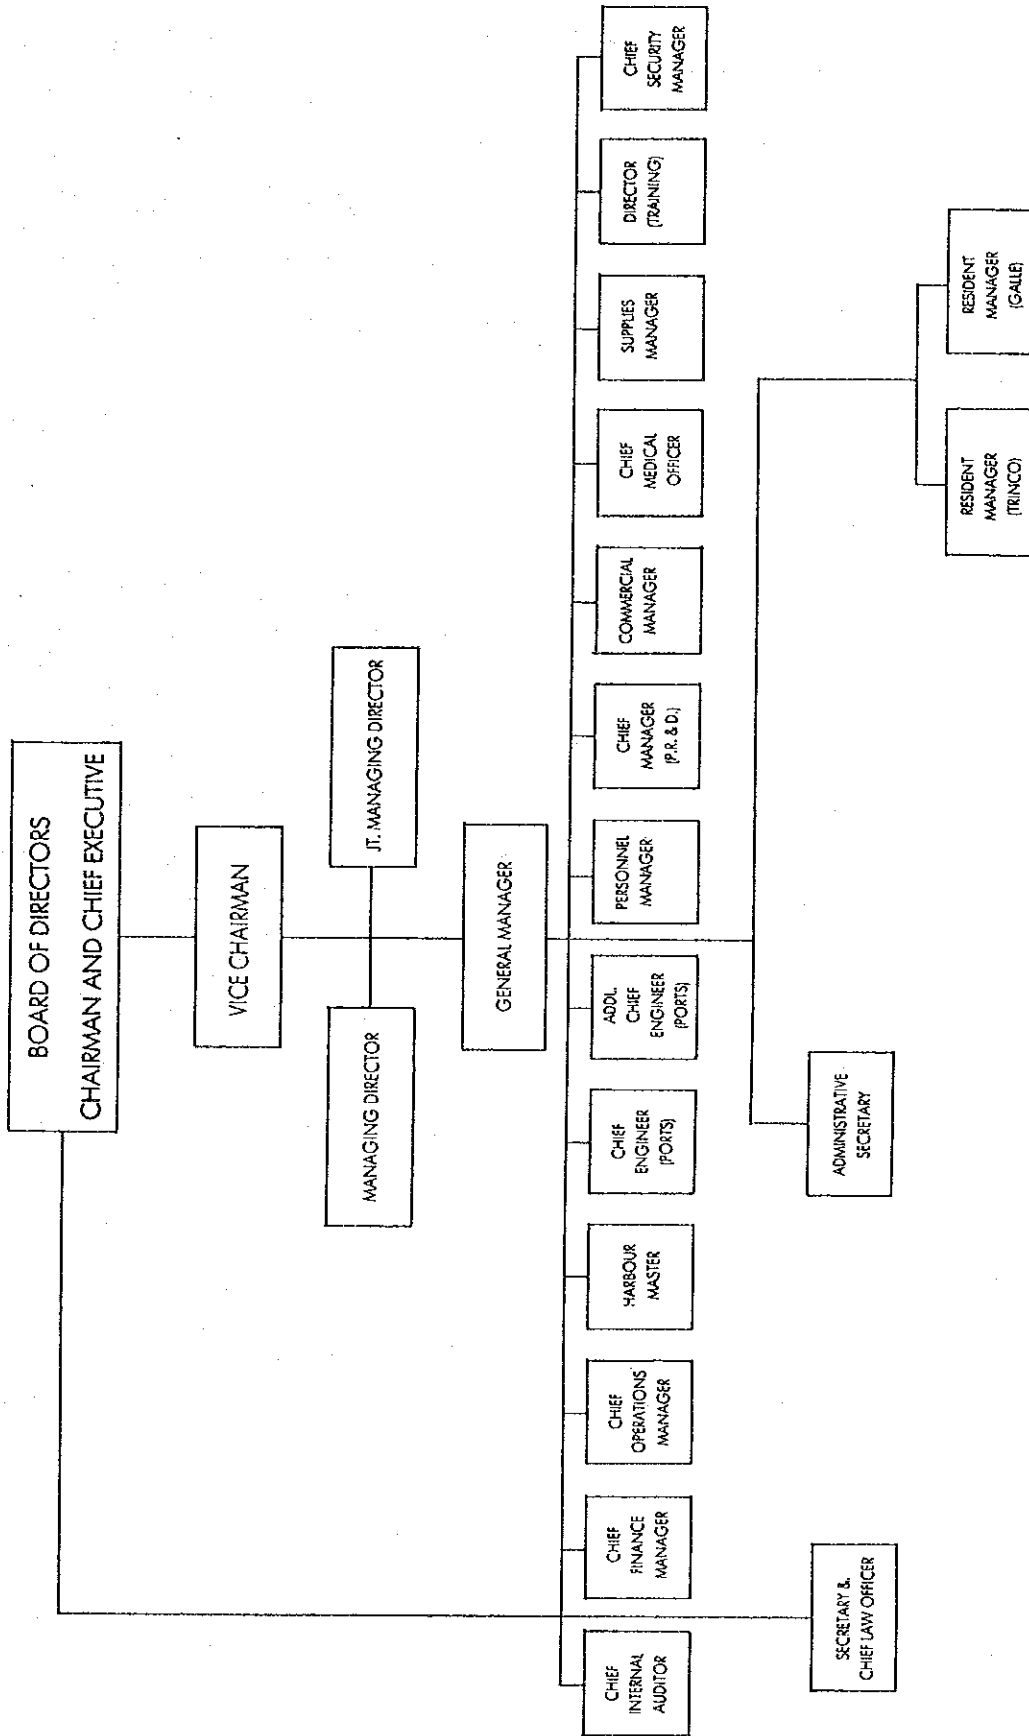 BOARD OF DIRECTORS
CHAIRMAN AND CHIEF EXECUTIVE
VICE CHAIRMAN
MANAGING DIRECTOR
JT. MANAGING DIRECTOR
GENERAL MANAGER
CHIEF
INTERNAL
AUDITOR
CHIEF
FINANCE
MANAGER
CHIEF
OPERATIONS
MANAGER
HARBOUR
MASTER
CHIEF
ENGINEER
(PORTS)
ADDL.
CHIEF
ENGINEER
(PORTS)
PERSONNEL
MANAGER
CHIEF
MANAGER
(P.R. & D.)
COMMERCIAL
MANAGER
CHIEF
MEDICAL
OFFICER
SUPPLIES
MANAGER
DIRECTOR
(TRAINING)
CHIEF
SECURITY
MANAGER
SECRETARY &
CHIEF LAW OFFICER
ADMINISTRATIVE
SECRETARY
RESIDENT
MANAGER
(TRINCO)
RESIDENT
MANAGER
(GALLE)